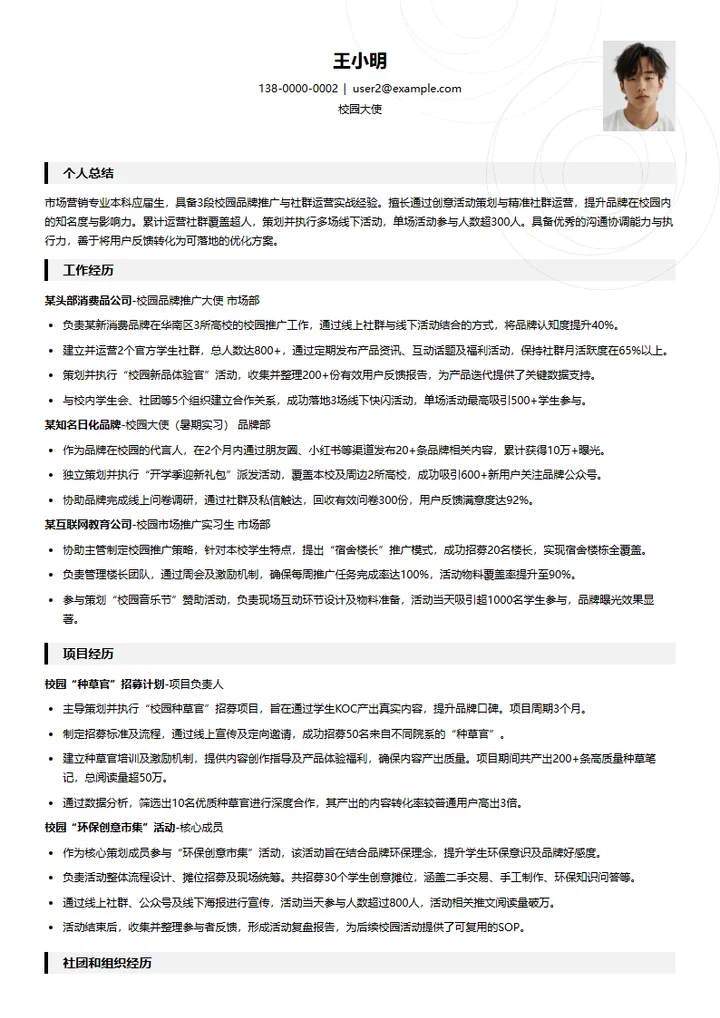 王小明
138-0000-0002 | user2@example.com
校园大使
个人总结
市场营销专业本科应届生，具备3段校园品牌推广与社群运营实战经验。擅长通过创意活动策划与精准社群运营，提升品牌在校园内
的知名度与影响力。累计运营社群覆盖超人，策划并执行多场线下活动，单场活动参与人数超300人。具备优秀的沟通协调能力与执
行力，善于将用户反馈转化为可落地的优化方案。
工作经历
某头部消费品公司-校园品牌推广大使 市场部
• 负责某新消费品牌在华南区3所高校的校园推广工作，通过线上社群与线下活动结合的方式，将品牌认知度提升40%。
• 建立并运营2个官方学生社群，总人数达800+，通过定期发布产品资讯、互动话题及福利活动，保持社群月活跃度在65%以上。
• 策划并执行“校园新品体验官”活动，收集并整理200+份有效用户反馈报告，为产品迭代提供了关键数据支持。
• 与校内学生会、社团等5个组织建立合作关系，成功落地3场线下快闪活动，单场活动最高吸引500+学生参与。
某知名日化品牌-校园大使（暑期实习） 品牌部
• 作为品牌在校园的代言人，在2个月内通过朋友圈、小红书等渠道发布20+条品牌相关内容，累计获得10万+曝光。
• 独立策划并执行“开学季迎新礼包”派发活动，覆盖本校及周边2所高校，成功吸引600+新用户关注品牌公众号。
• 协助品牌完成线上问卷调研，通过社群及私信触达，回收有效问卷300份，用户反馈满意度达92%。
某互联网教育公司-校园市场推广实习生 市场部
• 协助主管制定校园推广策略，针对本校学生特点，提出“宿舍楼长”推广模式，成功招募20名楼长，实现宿舍楼栋全覆盖。
• 负责管理楼长团队，通过周会及激励机制，确保每周推广任务完成率达100%，活动物料覆盖率提升至90%。
• 参与策划“校园音乐节”赞助活动，负责现场互动环节设计及物料准备，活动当天吸引超1000名学生参与，品牌曝光效果显
著。
项目经历
校园“种草官”招募计划-项目负责人
• 主导策划并执行“校园种草官”招募项目，旨在通过学生KOC产出真实内容，提升品牌口碑。项目周期3个月。
• 制定招募标准及流程，通过线上宣传及定向邀请，成功招募50名来自不同院系的“种草官”。
• 建立种草官培训及激励机制，提供内容创作指导及产品体验福利，确保内容产出质量。项目期间共产出200+条高质量种草笔
记，总阅读量超50万。
• 通过数据分析，筛选出10名优质种草官进行深度合作，其产出的内容转化率较普通用户高出3倍。
校园“环保创意市集”活动-核心成员
• 作为核心策划成员参与“环保创意市集”活动，该活动旨在结合品牌环保理念，提升学生环保意识及品牌好感度。
• 负责活动整体流程设计、摊位招募及现场统筹。共招募30个学生创意摊位，涵盖二手交易、手工制作、环保知识问答等。
• 通过线上社群、公众号及线下海报进行宣传，活动当天参与人数超过800人，活动相关推文阅读量破万。
• 活动结束后，收集并整理参与者反馈，形成活动复盘报告，为后续校园活动提供了可复用的SOP。
社团和组织经历